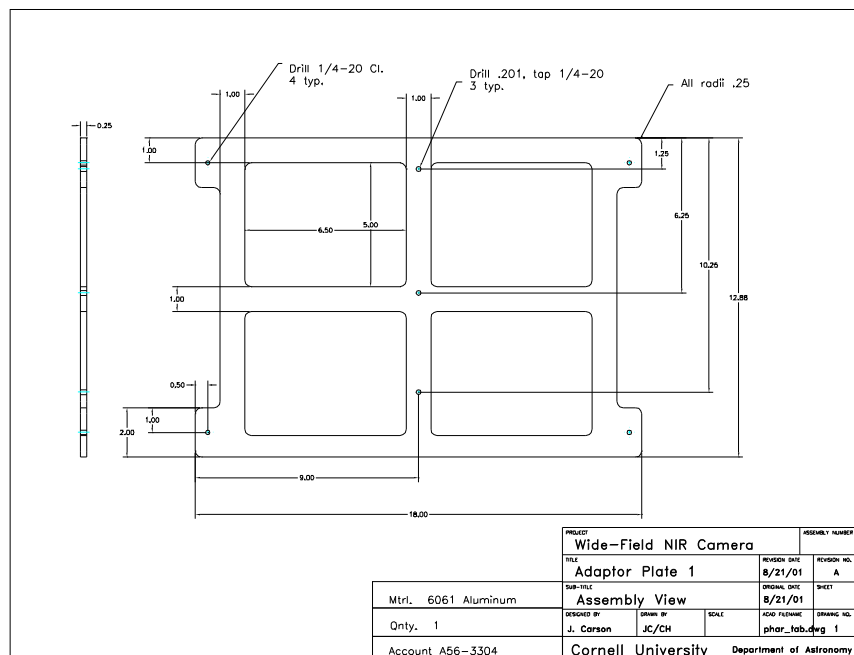 Drill 1/4-20 Cl.
4 typ.
Drill .201, tap 1/4-20
3 typ.
All radii .25
1.00
1.00
0.25
1.00
1.25
6.25
5.00
6.50
10.25
1.00
12.88
0.50
1.00
2.00
9.00
18.00
PROJECT
Wide-Field NIR Camera
ASSEMBLY NUMBER
TITLE
Adaptor Plate 1
REVISION DATE
8/21/01
REVISION NO.
A
SUB-TITLE
Assembly View
ORIGINAL DATE
8/21/01
SHEET
DESIGNED BY
J. Carson
DRAWN BY
JC/CH
SCALE
ACAD FILENAME
phar_tab.dwg
DRAWING NO.
1
Mtrl. 6061 Aluminum
Qnty. 1
Account A56-3304
Cornell University Department of Astronomy